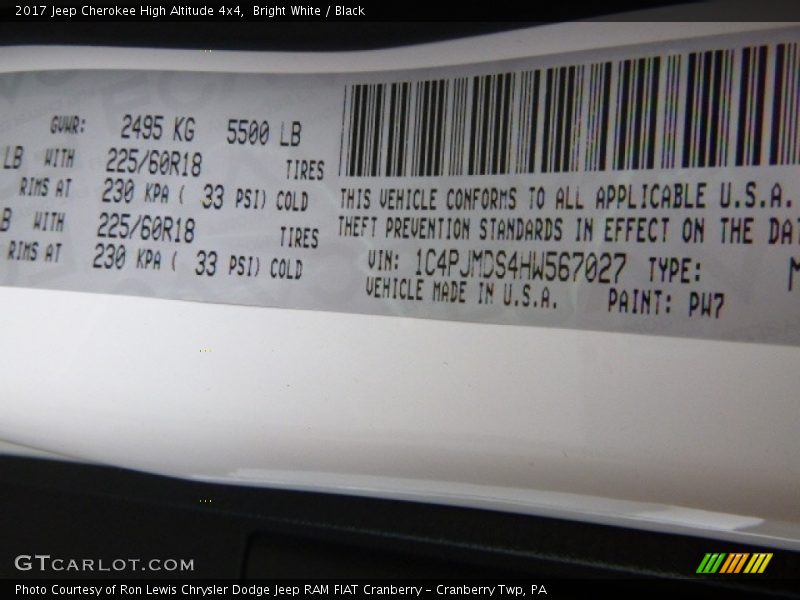 2017 Jeep Cherokee High Altitude 4x4,  Bright White / Black
GVWR: 2495 KG 5500 LB
LB WITH 225/60R18 TIRES
RIMS AT 230 KPA ( 33 PSI) COLD
B WITH 225/60R18 TIRES
RIMS AT 230 KPA ( 33 PSI) COLD
THIS VEHICLE CONFORMS TO ALL APPLICABLE U.S.A.
THEFT PREVENTION STANDARDS IN EFFECT ON THE DAT
VIN: 1C4PJMDS4HW567027 TYPE: M
VEHICLE MADE IN U.S.A. PAINT: PW7
GTCARLOT.COM
Photo Courtesy of Ron Lewis Chrysler Dodge Jeep RAM FIAT Cranberry – Cranberry Twp, PA